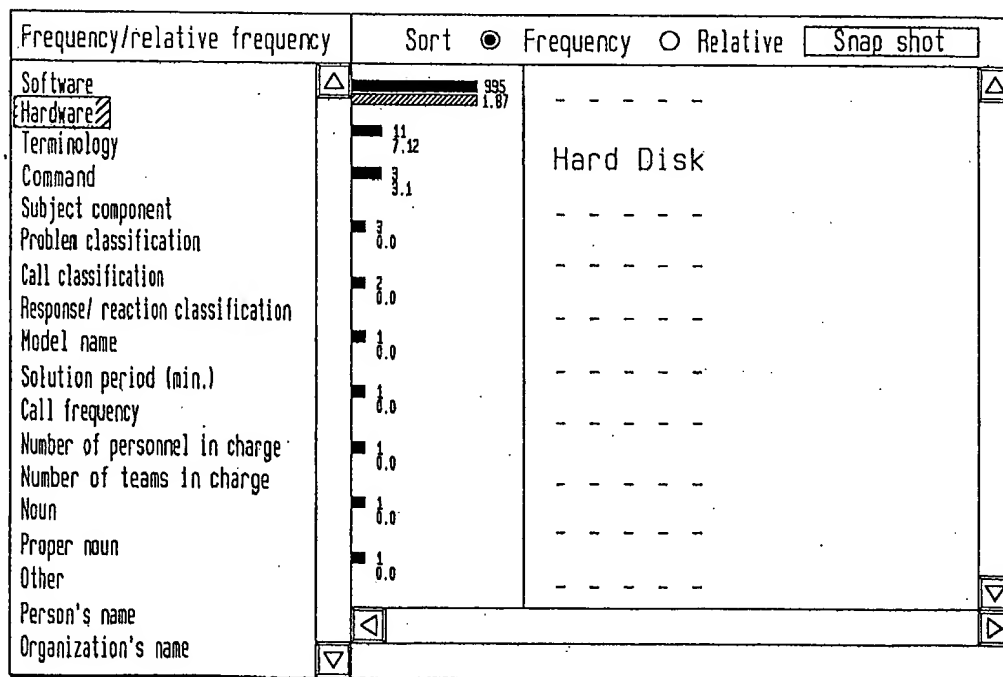 Frequency/relative frequency
Sort Frequency Relative Snap shot
Software
Hardware
Terminology
Command
Subject component
Problem classification
Call classification
Response/ reaction classification
Model name
Solution period (min.)
Call frequency
Number of personnel in charge
Number of teams in charge
Noun
Proper noun
Other
Person's name
Organization's name
995
1.87
11
7.12
3
3.1
3
0.0
2
0.0
1
0.0
1
0.0
1
0.0
1
0.0
1
0.0
- - - - -
Hard Disk
- - - - -
- - - - -
- - - - -
- - - - -
- - - - -
- - - - -
- - - - -
- - - - -